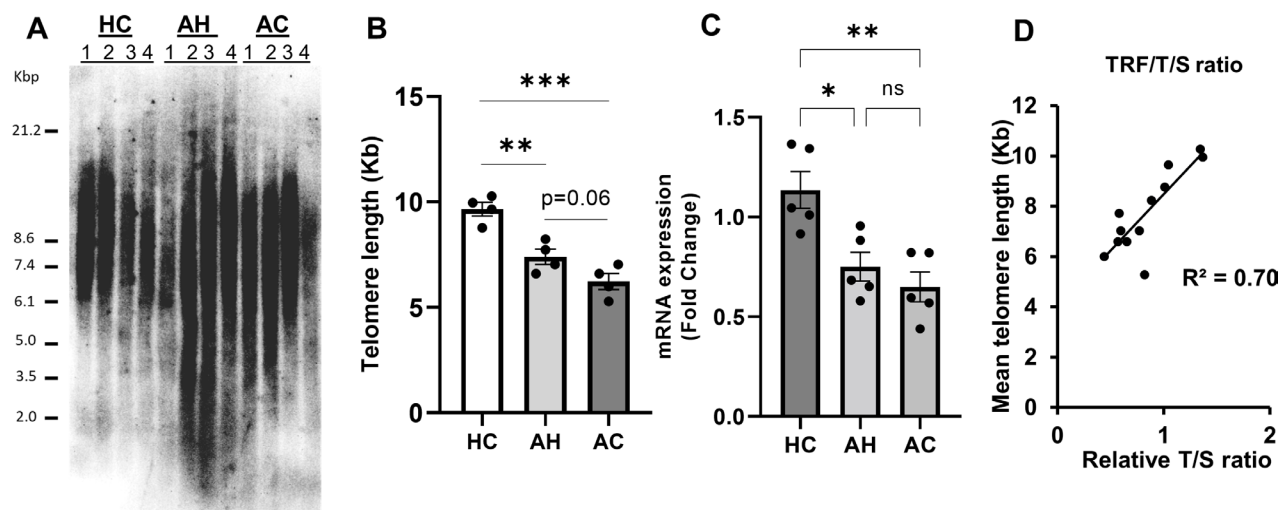 A
HC AH AC
1 2 3 4 1 2 3 4 1 2 3 4
Kbp
21.2
8.6
7.4
6.1
5.0
3.5
2.0
B
Telomere length (Kb)
15
10
5
0
***
**
p=0.06
HC AH AC
C
mRNA expression
(Fold Change)
1.5
1.0
0.5
0.0
**
* ns
HC AH AC
D
TRF/T/S ratio
Mean telomere length (Kb)
12
10
8
6
4
2
0
R² = 0.70
0 1 2
Relative T/S ratio